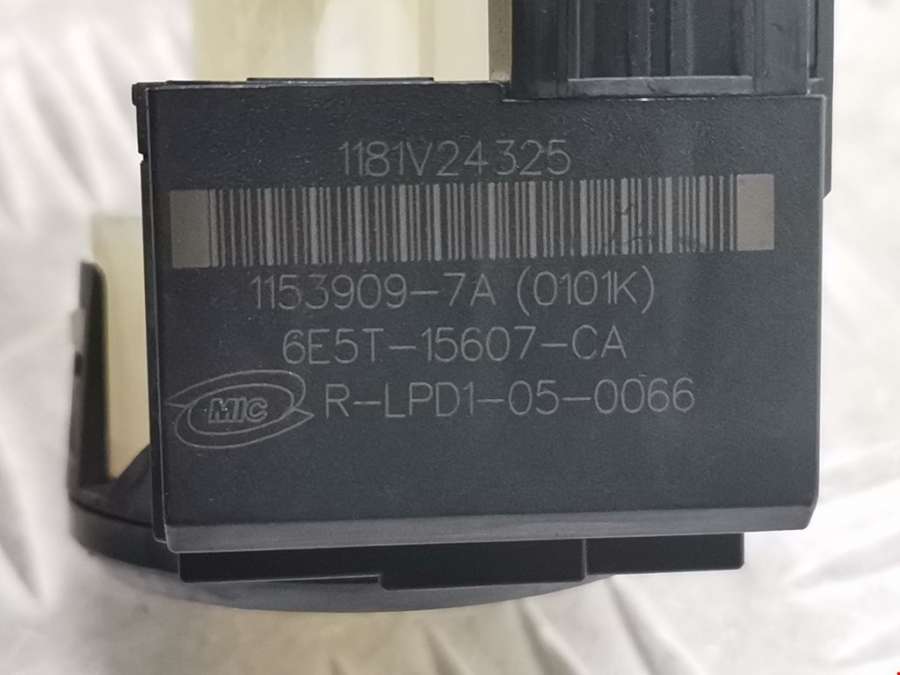 1181V24325
1153909-7A (0101K)
6E5T-15607-CA
MIC R-LPD1-05-0066